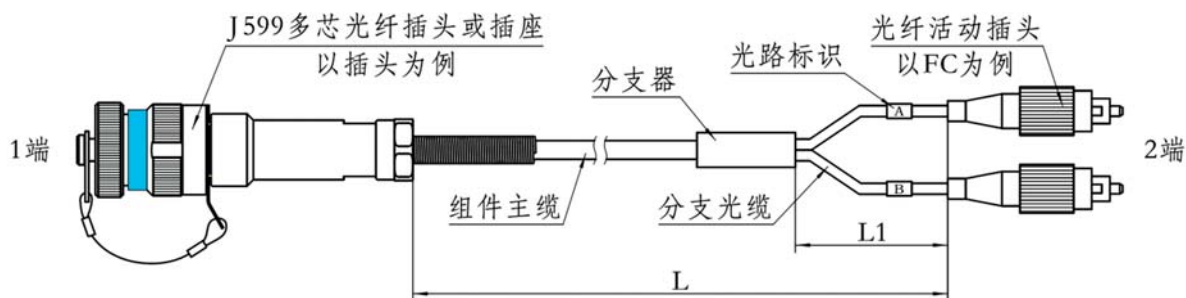 J599多芯光纤插头或插座
以插头为例
光纤活动插头
以FC为例
光路标识
分支器
A
1端
2端
B
组件主缆
分支光缆
L1
L